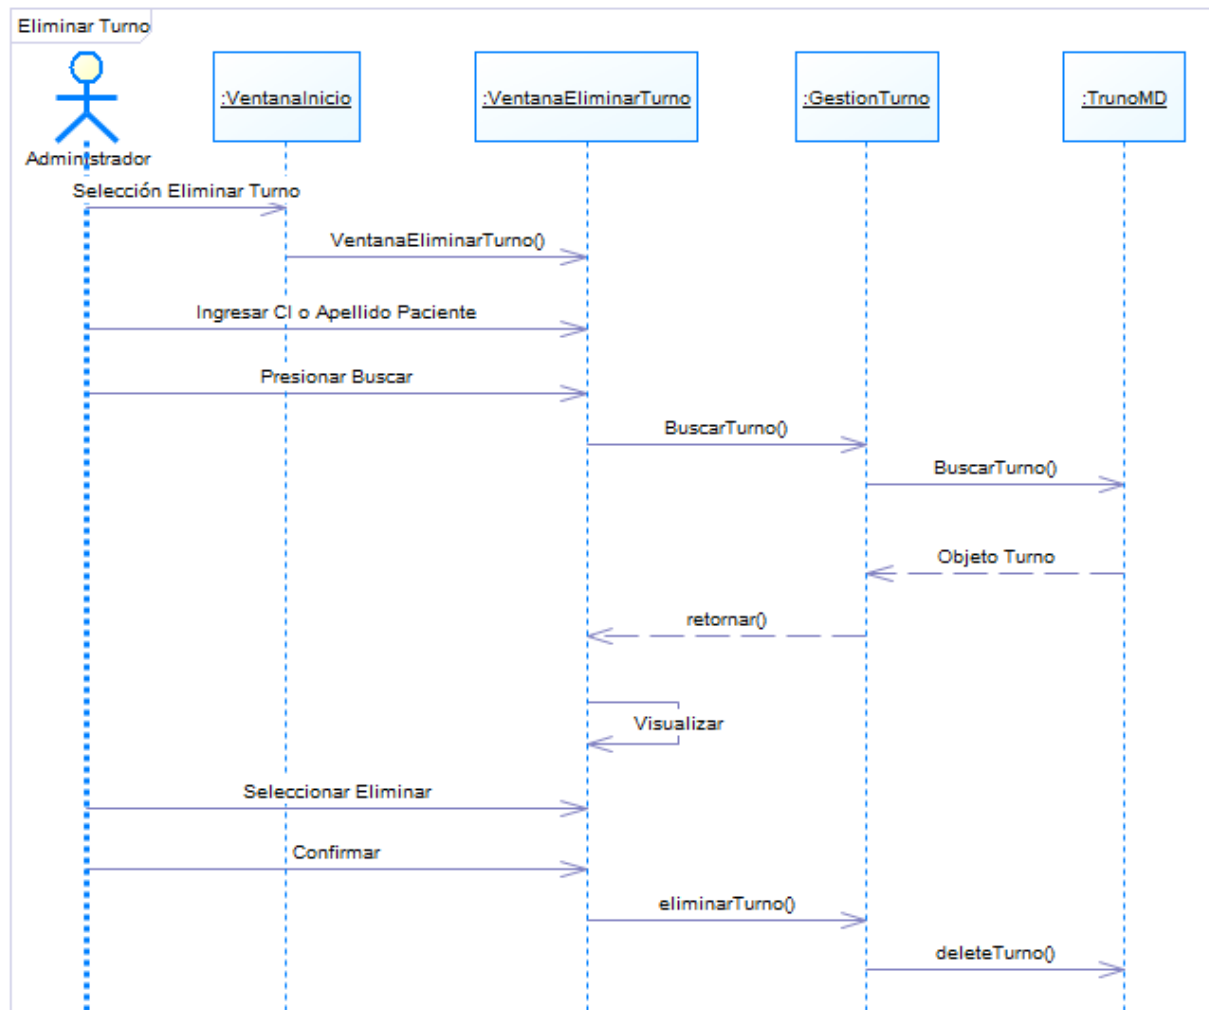 Eliminar Turno
:VentanaInicio
:VentanaEliminarTurno
:GestionTurno
:TrunoMD
Administrador
Selección Eliminar Turno
VentanaEliminarTurno()
Ingresar CI o Apellido Paciente
Presionar Buscar
BuscarTurno()
BuscarTurno()
Objeto Turno
retornar()
Visualizar
Seleccionar Eliminar
Confirmar
eliminarTurno()
deleteTurno()